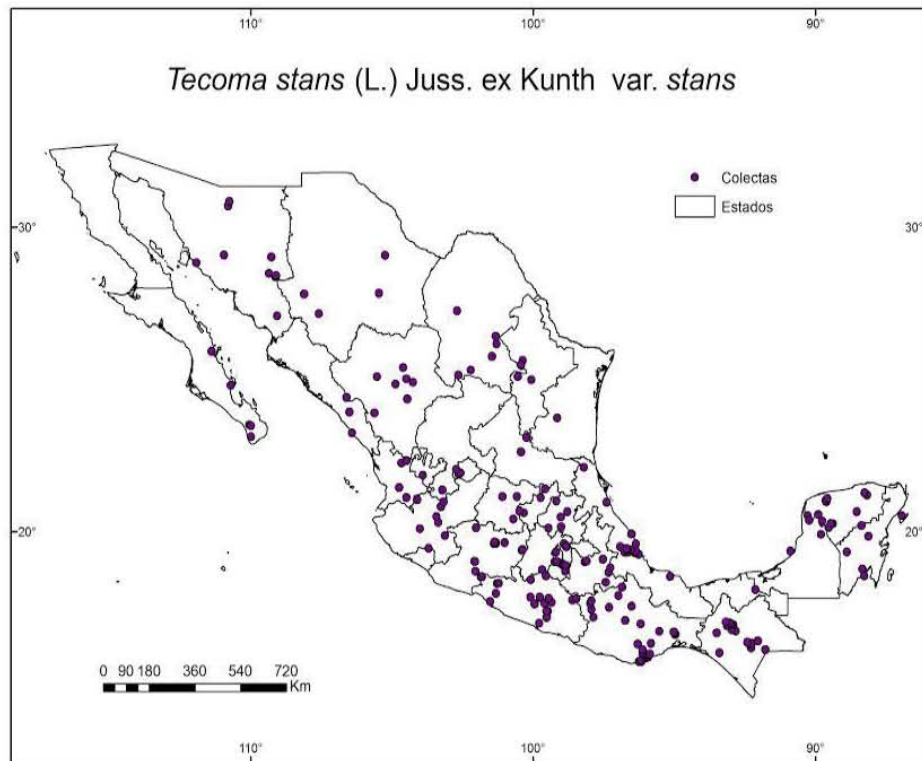 110° 100° 90°
Tecoma stans (L.) Juss. ex Kunth var. stans
Colectas
Estados
30° 30°
20° 20°
0 90 180 360 540 720
Km
110° 100° 90°